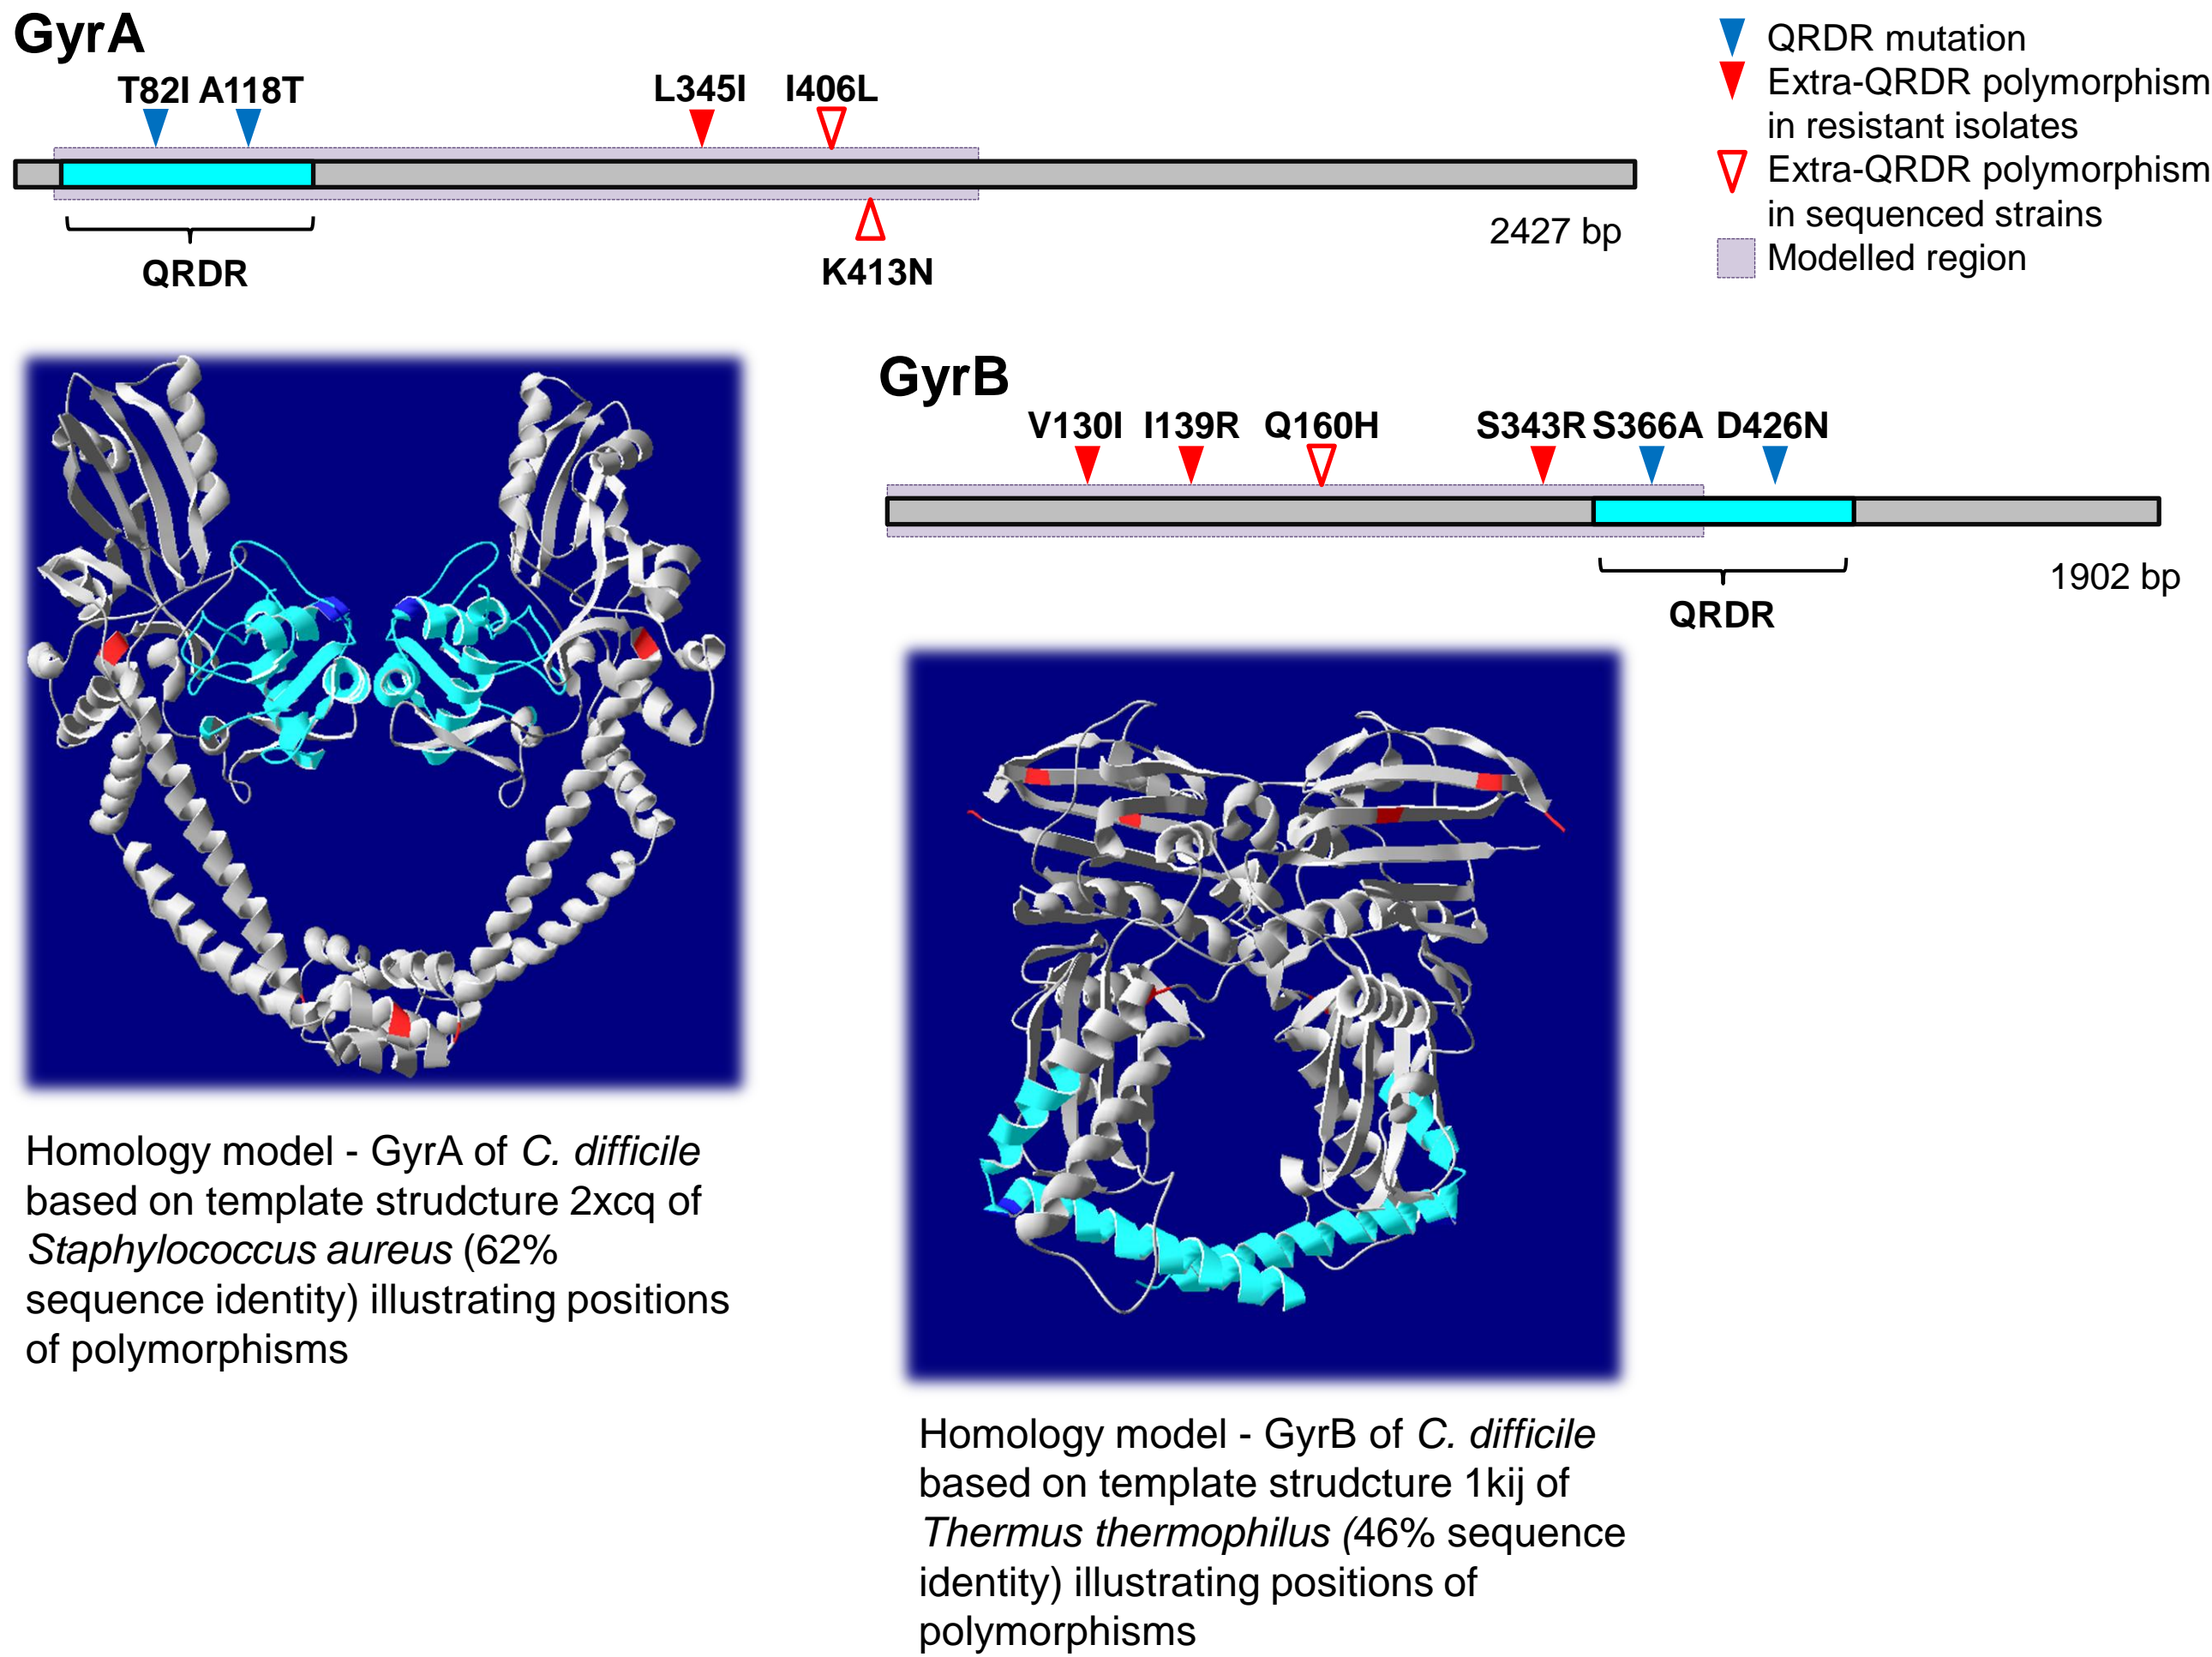 GyrA
T82I A118T L345I I406L
QRDR
K413N
2427 bp
QRDR mutation
Extra-QRDR polymorphism
in resistant isolates
Extra-QRDR polymorphism
in sequenced strains
Modelled region
GyrB
V130I I139R Q160H S343R S366A D426N
1902 bp
QRDR
Homology model - GyrA of C. difficile
based on template strudcture 2xcq of
Staphylococcus aureus (62%
sequence identity) illustrating positions
of polymorphisms
Homology model - GyrB of C. difficile
based on template strudcture 1kij of
Thermus thermophilus (46% sequence
identity) illustrating positions of
polymorphisms